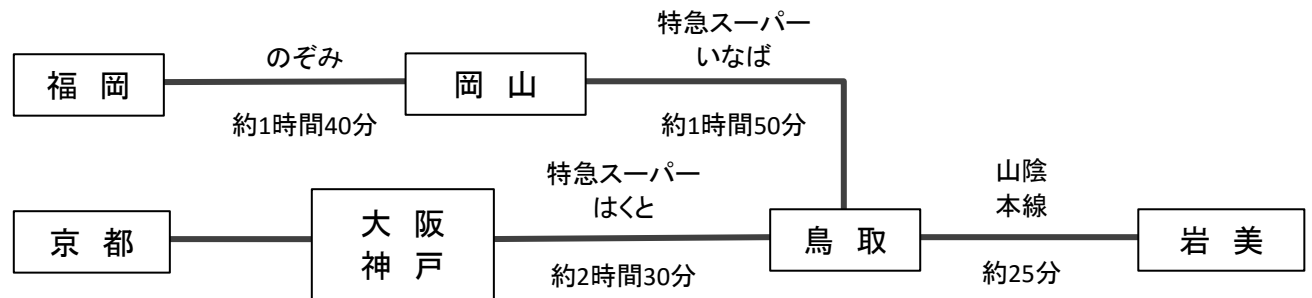 特急スーパー
いなば
のぞみ
福 岡
岡 山
約1時間40分
約1時間50分
特急スーパー
はくと
山陰
本線
京 都
大 阪
神 戸
鳥 取
岩 美
約2時間30分
約25分